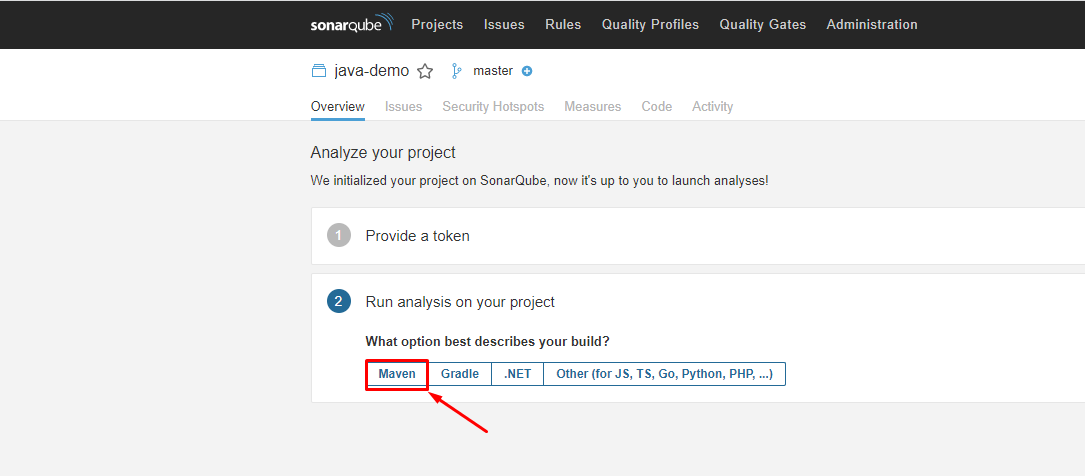 sonarqube Projects Issues Rules Quality Profiles Quality Gates Administration
java-demo master
Overview Issues Security Hotspots Measures Code Activity
Analyze your project
We initialized your project on SonarQube, now it's up to you to launch analyses!
1 Provide a token
2 Run analysis on your project
What option best describes your build?
Maven Gradle .NET Other (for JS, TS, Go, Python, PHP, ...)